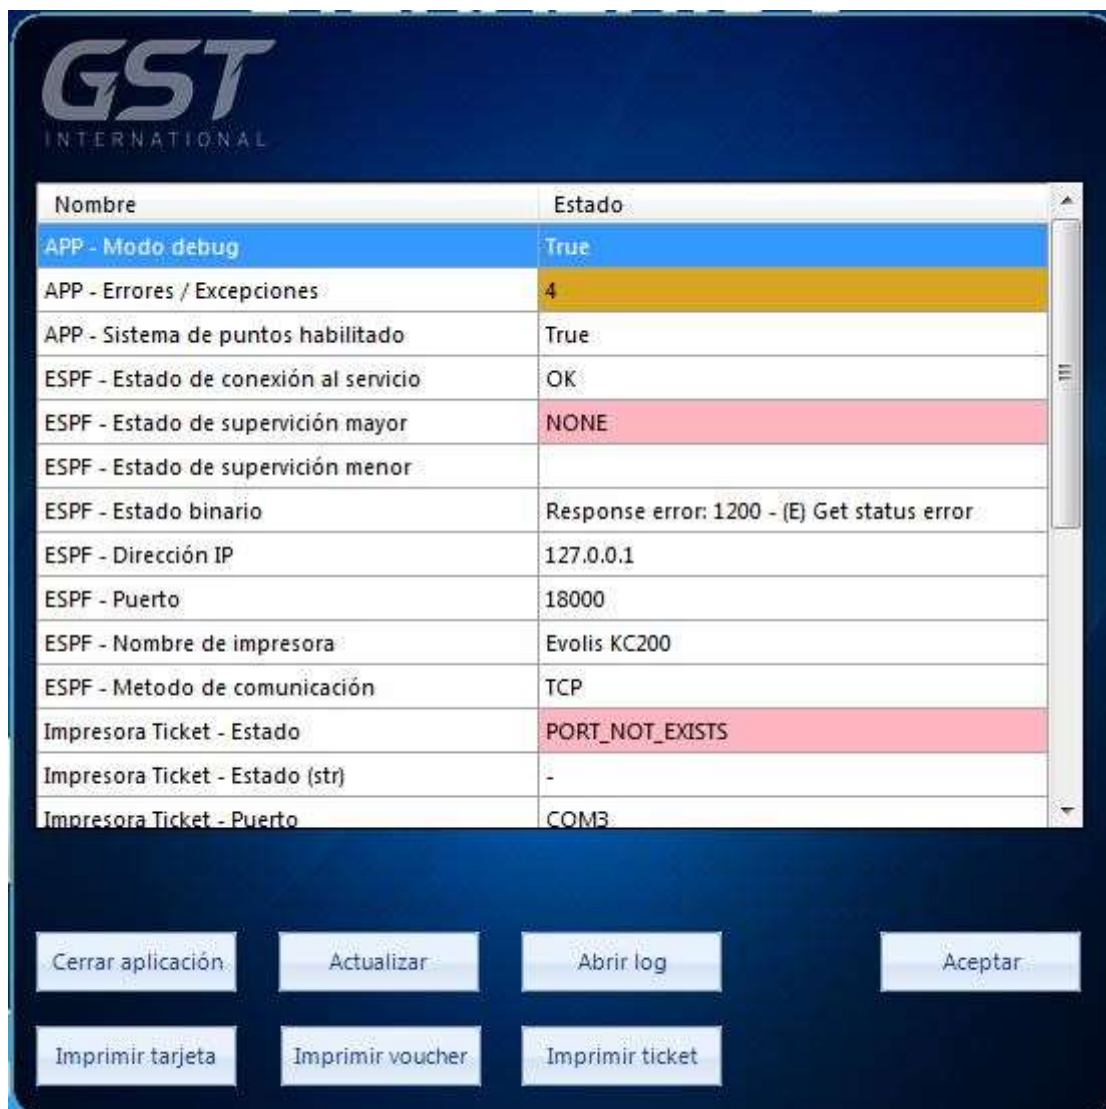 GST
INTERNATIONAL
Nombre Estado
APP - Modo debug True
APP - Errores / Excepciones 4
APP - Sistema de puntos habilitado True
ESPF - Estado de conexión al servicio OK
ESPF - Estado de supervición mayor NONE
ESPF - Estado de supervición menor
ESPF - Estado binario Response error: 1200 - (E) Get status error
ESPF - Dirección IP 127.0.0.1
ESPF - Puerto 18000
ESPF - Nombre de impresora Evolis KC200
ESPF - Metodo de comunicación TCP
Impresora Ticket - Estado PORT_NOT_EXISTS
Impresora Ticket - Estado (str) -
Impresora Ticket - Puerto COM3
Cerrar aplicación Actualizar Abrir log Aceptar
Imprimir tarjeta Imprimir voucher Imprimir ticket